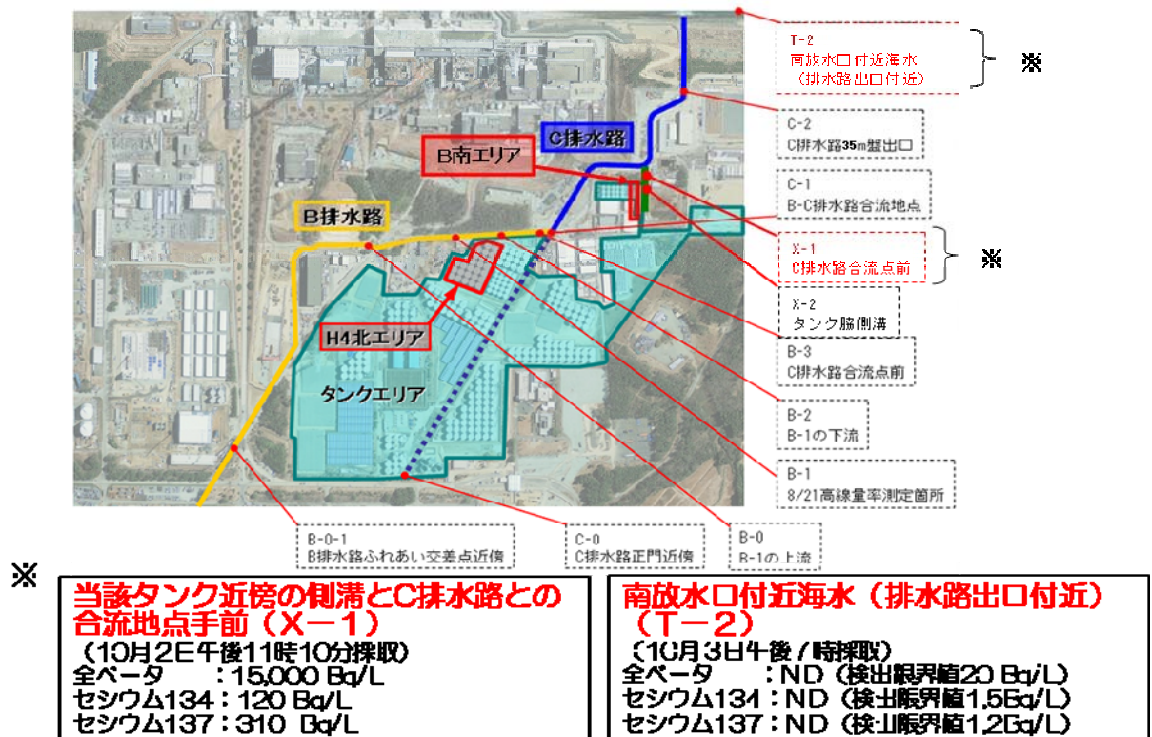 T-2
南放水口付近海水
(排水路出口付近)
※
C-2
C排水路35m盤出口
C排水路
B南エリア
C-1
B-C排水路合流地点
B排水路
X-1
C排水路合流点前
※
X-2
タンク脇側溝
H4北エリア
B-3
C排水路合流点前
タンクエリア
B-2
B-1の下流
B-1
8/21高線量率測定箇所
B-0-1
B排水路ふれあい交差点近傍
C-0
C排水路正門近傍
B-0
B-1の上流
※
当該タンク近傍の側溝とC排水路との
合流地点手前(X-1)
(10月2日午後11時10分採取)
全ベータ :15,000 Bq/L
セシウム134:120 Bq/L
セシウム137:310 Bq/L
南放水口付近海水(排水路出口付近)
(T-2)
(10月3日午後7時採取)
全ベータ :ND(検出限界値20 Bq/L)
セシウム134:ND(検出限界値1.5Bq/L)
セシウム137:ND(検出限界値1.2Bq/L)